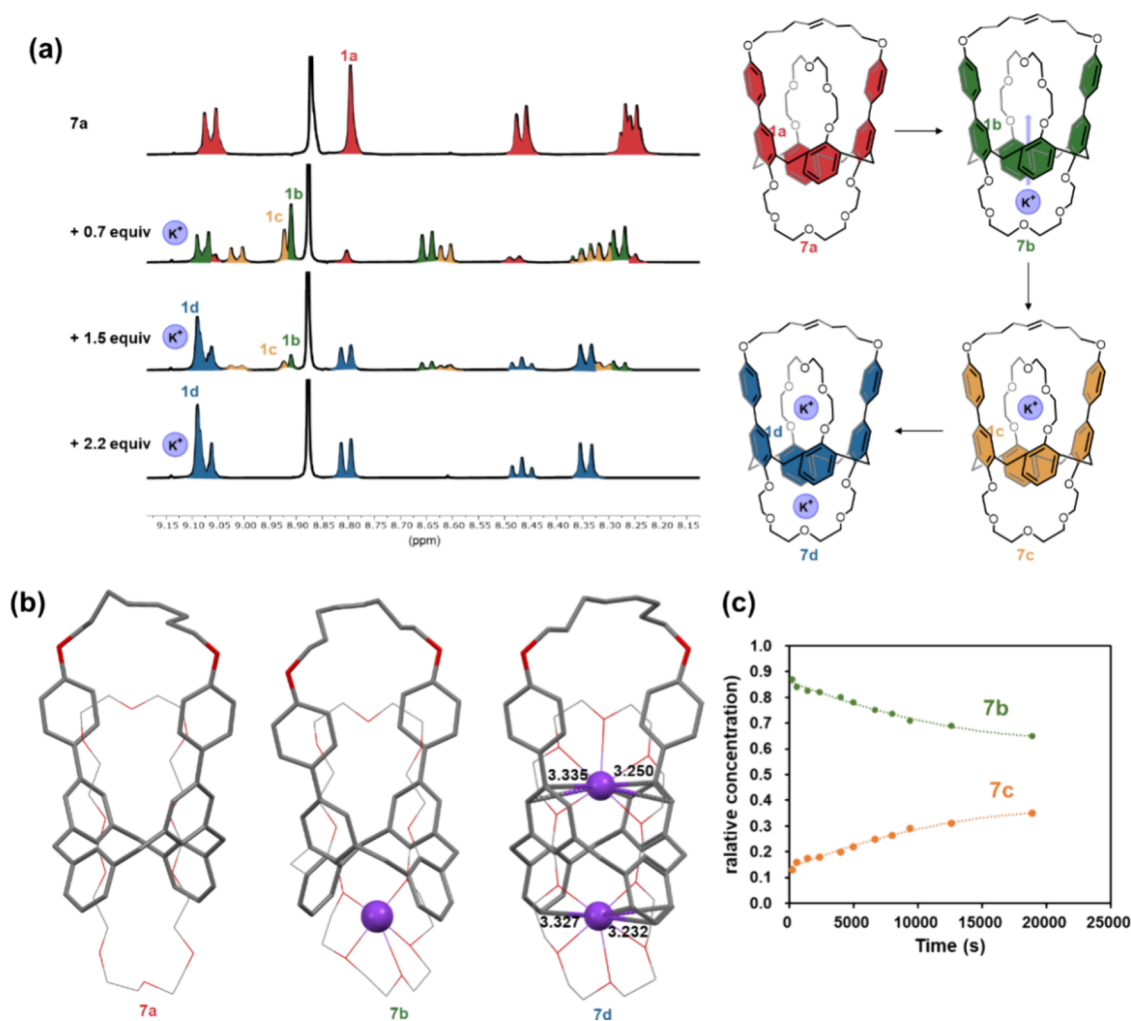 (a)
1a
7a
1b
1c
+ 0.7 equiv
K⁺
1d
1c
1b
+ 1.5 equiv
K⁺
1d
+ 2.2 equiv
K⁺
9.15 9.10 9.05 9.00 8.95 8.90 8.85 8.80 8.75 8.70 8.65 8.60 8.55 8.50 8.45 8.40 8.35 8.30 8.25 8.20 8.15
(ppm)
O O
O
O O
1a
O O
O O
O O
O
7a
O O
O
O O
1b
O O
O O
K⁺
O O
O
7b
O O
O
O O
K⁺
1d
O O
O O
K⁺
O O
O
7d
O O
O
O O
K⁺
1c
O O
O O
O O
O
7c
(b)
7a
7b
3.335 3.250
3.327 3.232
7d
(c)
ralative concentration
1.0
0.9
0.8
0.7
0.6
0.5
0.4
0.3
0.2
0.1
0.0
7b
7c
0 5000 10000 15000 20000 25000
Time (s)